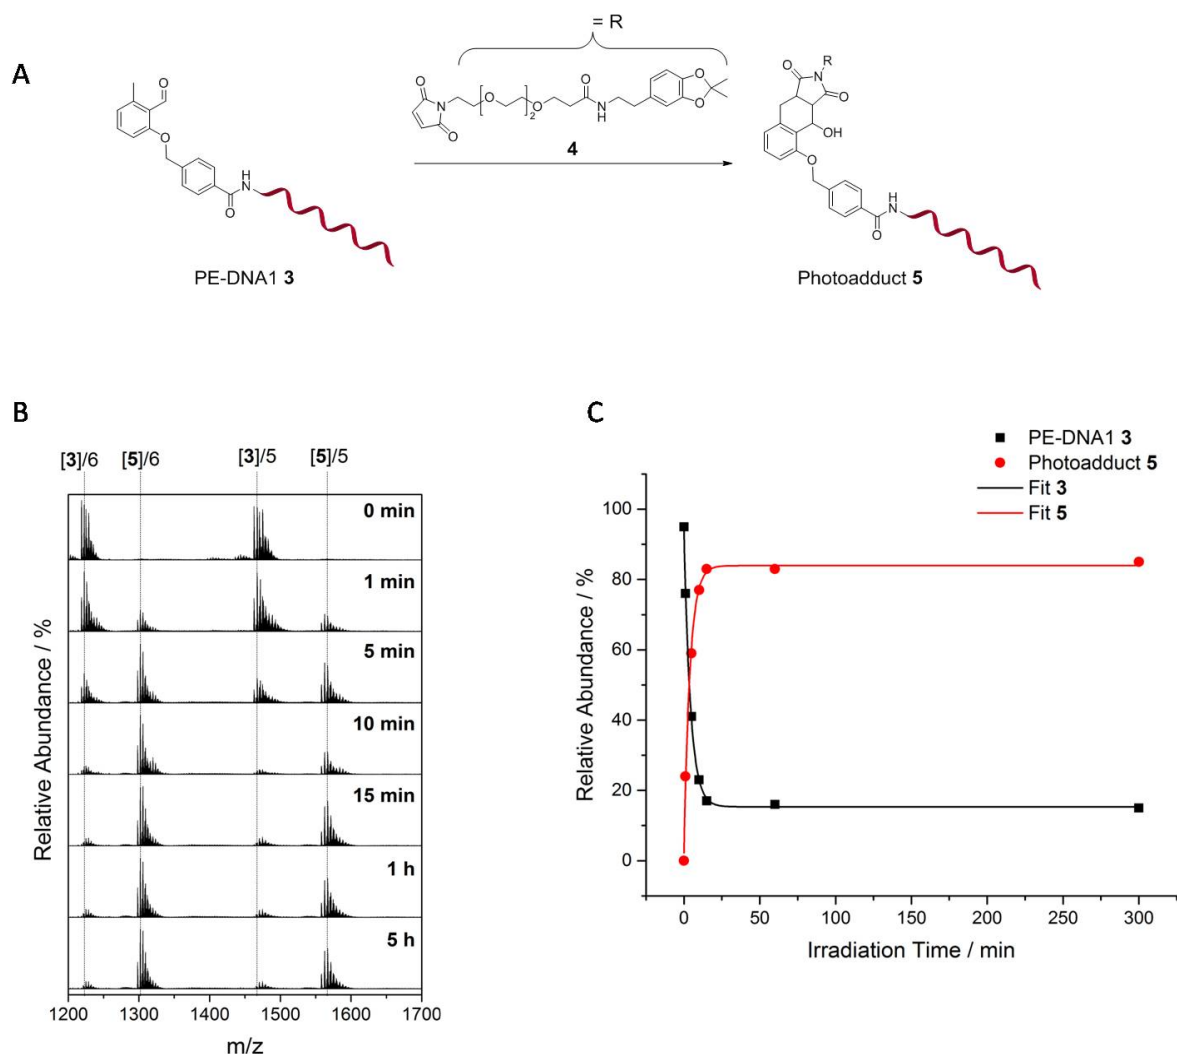 A
= R
O
O
N
O
O
[
O
]
2
O
O
N
H
O
O
4
O
O
H
N
O
PE-DNA1 3
R
N
O
O
OH
O
H
N
O
Photoadduct 5
B
[3]/6 [5]/6 [3]/5 [5]/5
0 min
1 min
5 min
10 min
15 min
1 h
5 h
Relative Abundance / %
1200 1300 1400 1500 1600 1700
m/z
C
PE-DNA1 3
Photoadduct 5
Fit 3
Fit 5
100
80
60
40
20
0
Relative Abundance / %
0 50 100 150 200 250 300
Irradiation Time / min